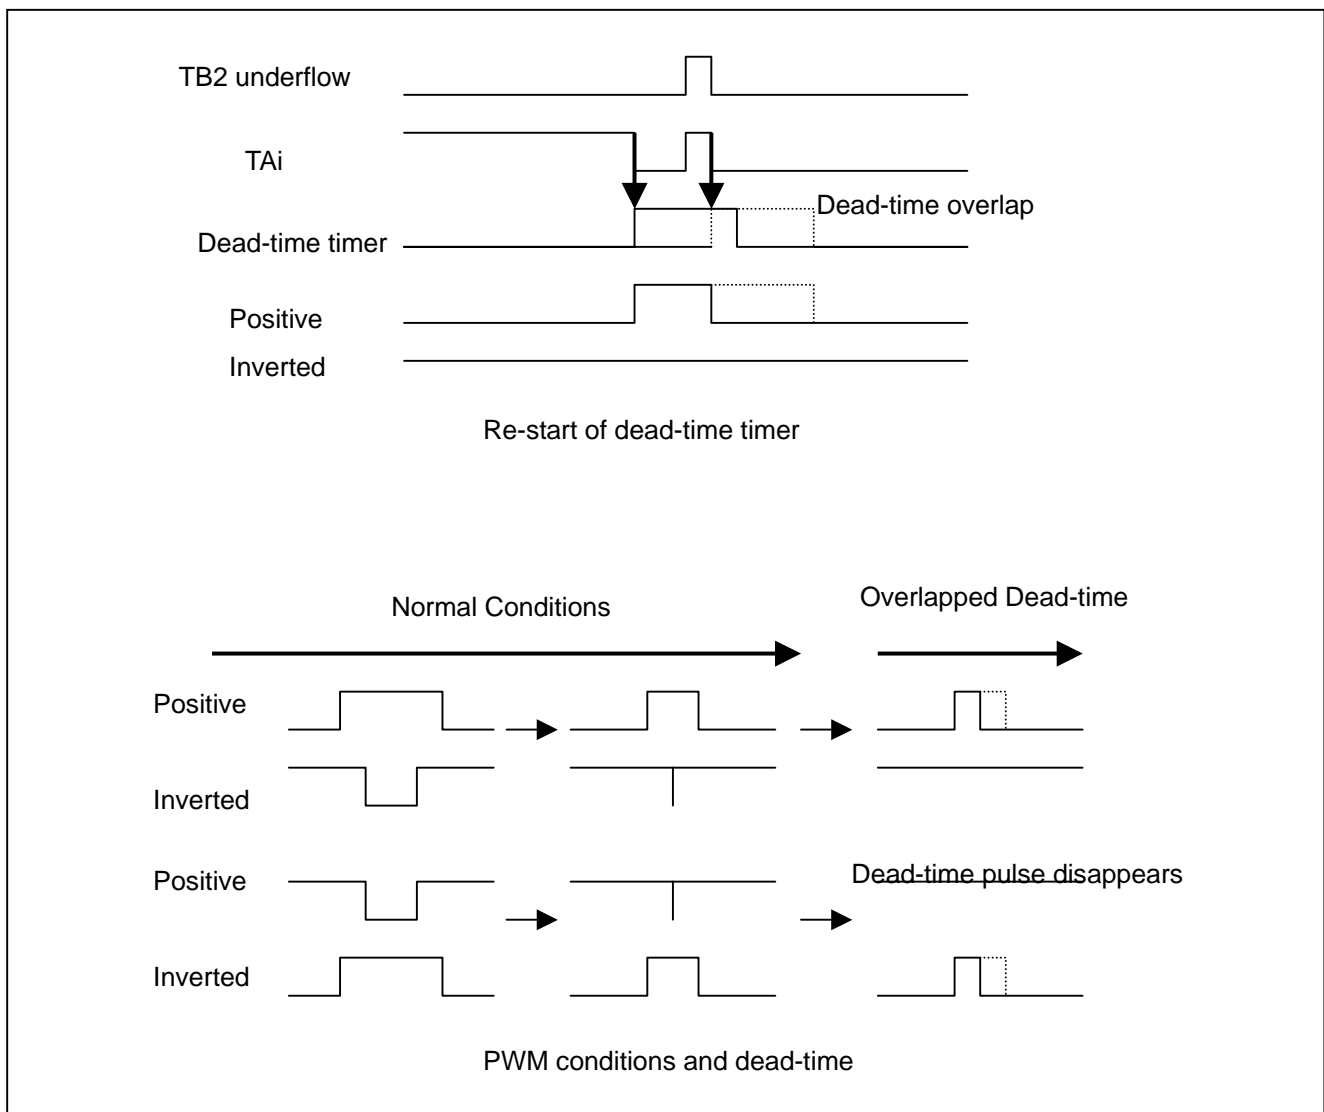 TB2 underflow
TAi
Dead-time overlap
Dead-time timer
Positive
Inverted
Re-start of dead-time timer
Normal Conditions
Overlapped Dead-time
Positive
Inverted
Positive
Dead-time pulse disappears
Inverted
PWM conditions and dead-time